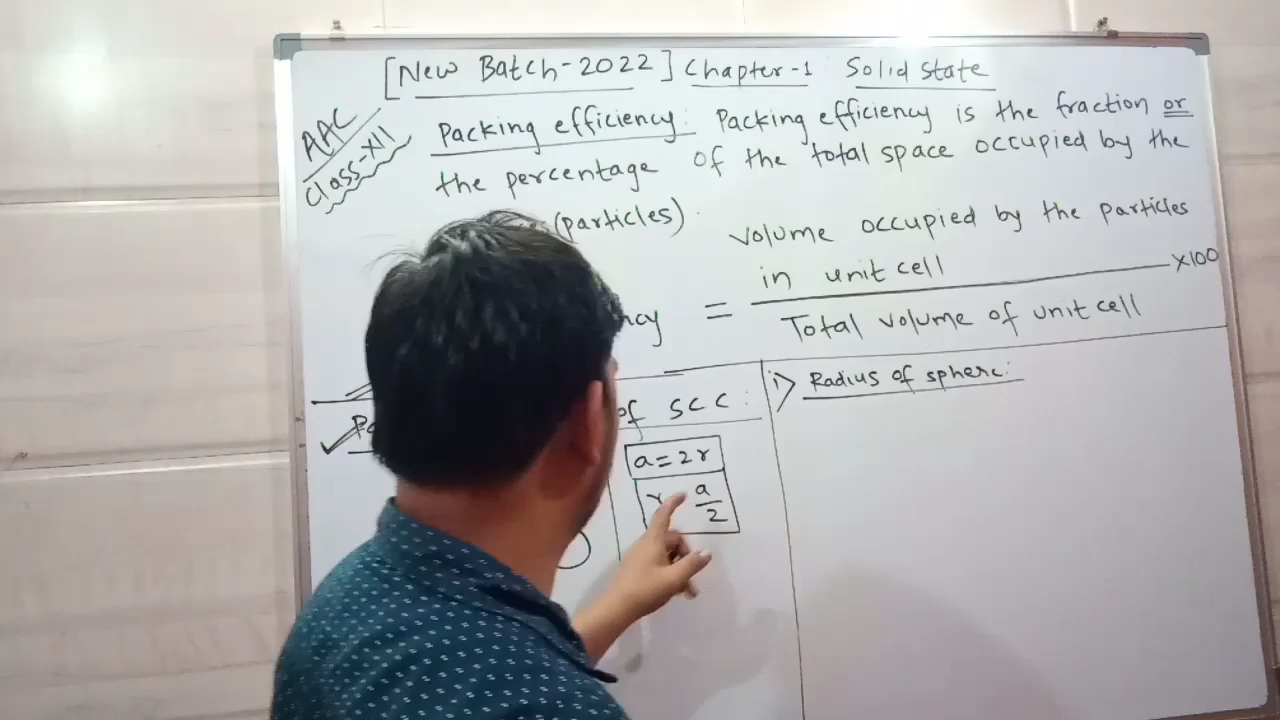 [New Batch-2022] Chapter-1 Solid State
AAC
Class-XII
Packing efficiency: Packing efficiency is the fraction or
the percentage of the total space occupied by the
(particles)
volume occupied by the particles
in unit cell
= ×100
Total volume of unit cell
of SCC:
a=2r
a
2
i) Radius of sphere: